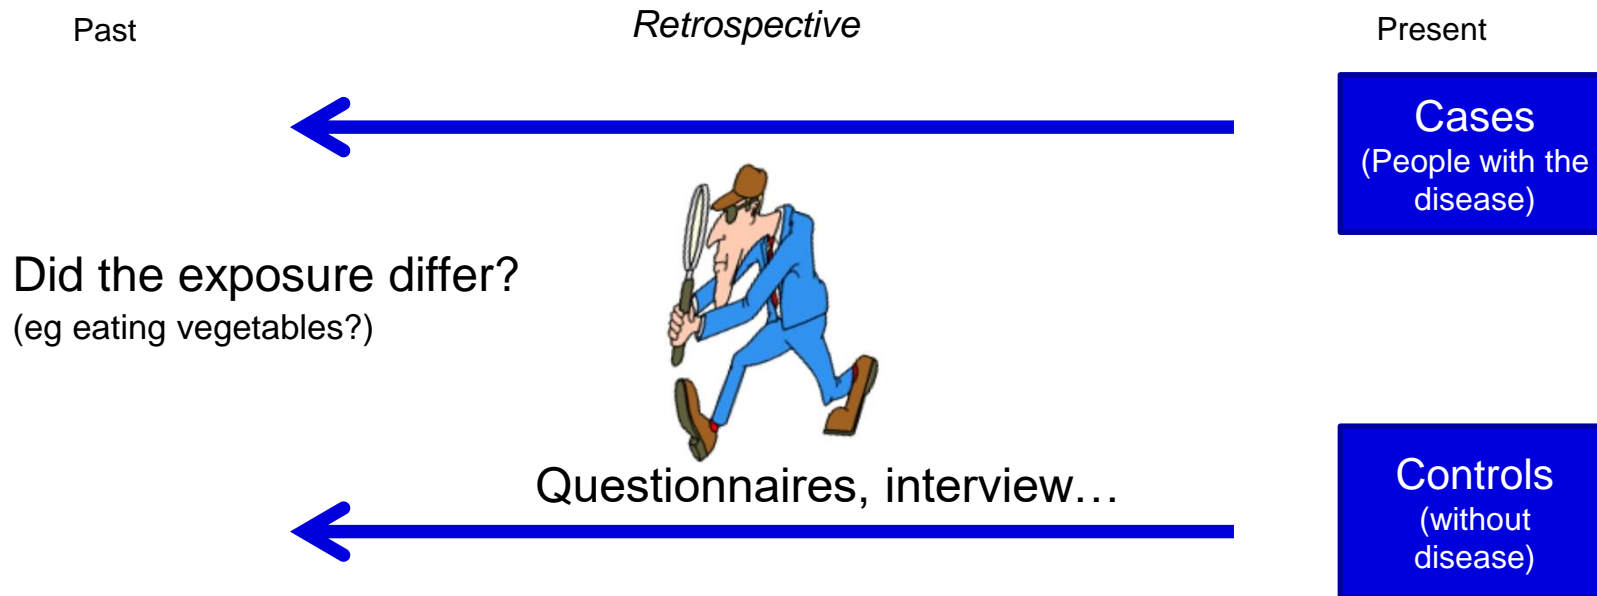 Past
Retrospective
Present
Cases
(People with the
disease)
Did the exposure differ?
(eg eating vegetables?)
Questionnaires, interview…
Controls
(without
disease)